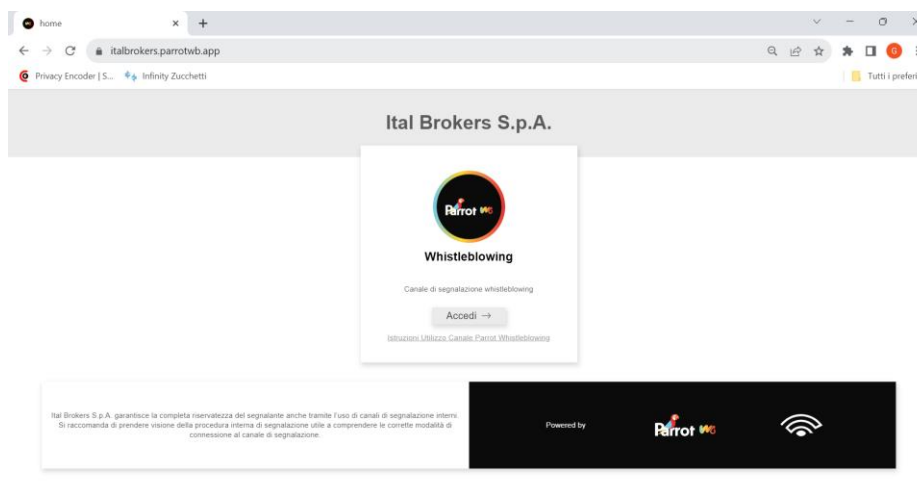 home
italbrokers.parrotwb.app
Privacy Encoder | S...
Infinity Zucchetti
Tutti i preferi
Ital Brokers S.p.A.
Parrot WB
Whistleblowing
Canale di segnalazione whistleblowing
Accedi →
Istruzioni Utilizzo Canale Parrot Whistleblowing
Ital Brokers S.p.A. garantisce la completa riservatezza del segnalante anche tramite l'uso di canali di segnalazione interni.
Si raccomanda di prendere visione della procedura interna di segnalazione utile a comprendere le corrette modalità di
connessione al canale di segnalazione.
Powered by
Parrot WB